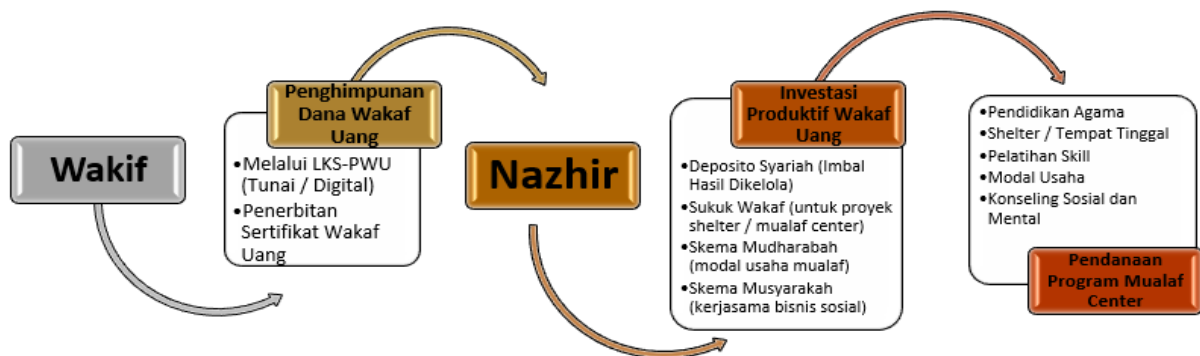 Wakif
Penghimpunan
Dana Wakaf
Uang
•Melalui LKS-PWU
(Tunai / Digital)
•Penerbitan
Sertifikat Wakaf
Uang
Nazhir
Investasi
Produktif Wakaf
Uang
•Deposito Syariah (Imbal
Hasil Dikelola)
•Sukuk Wakaf (untuk proyek
shelter / mualaf center)
•Skema Mudharabah
(modal usaha mualaf)
•Skema Musyarakah
(kerjasama bisnis sosial)
•Pendidikan Agama
•Shelter / Tempat Tinggal
•Pelatihan Skill
•Modal Usaha
•Konseling Sosial dan
Mental
Pendanaan
Program Mualaf
Center